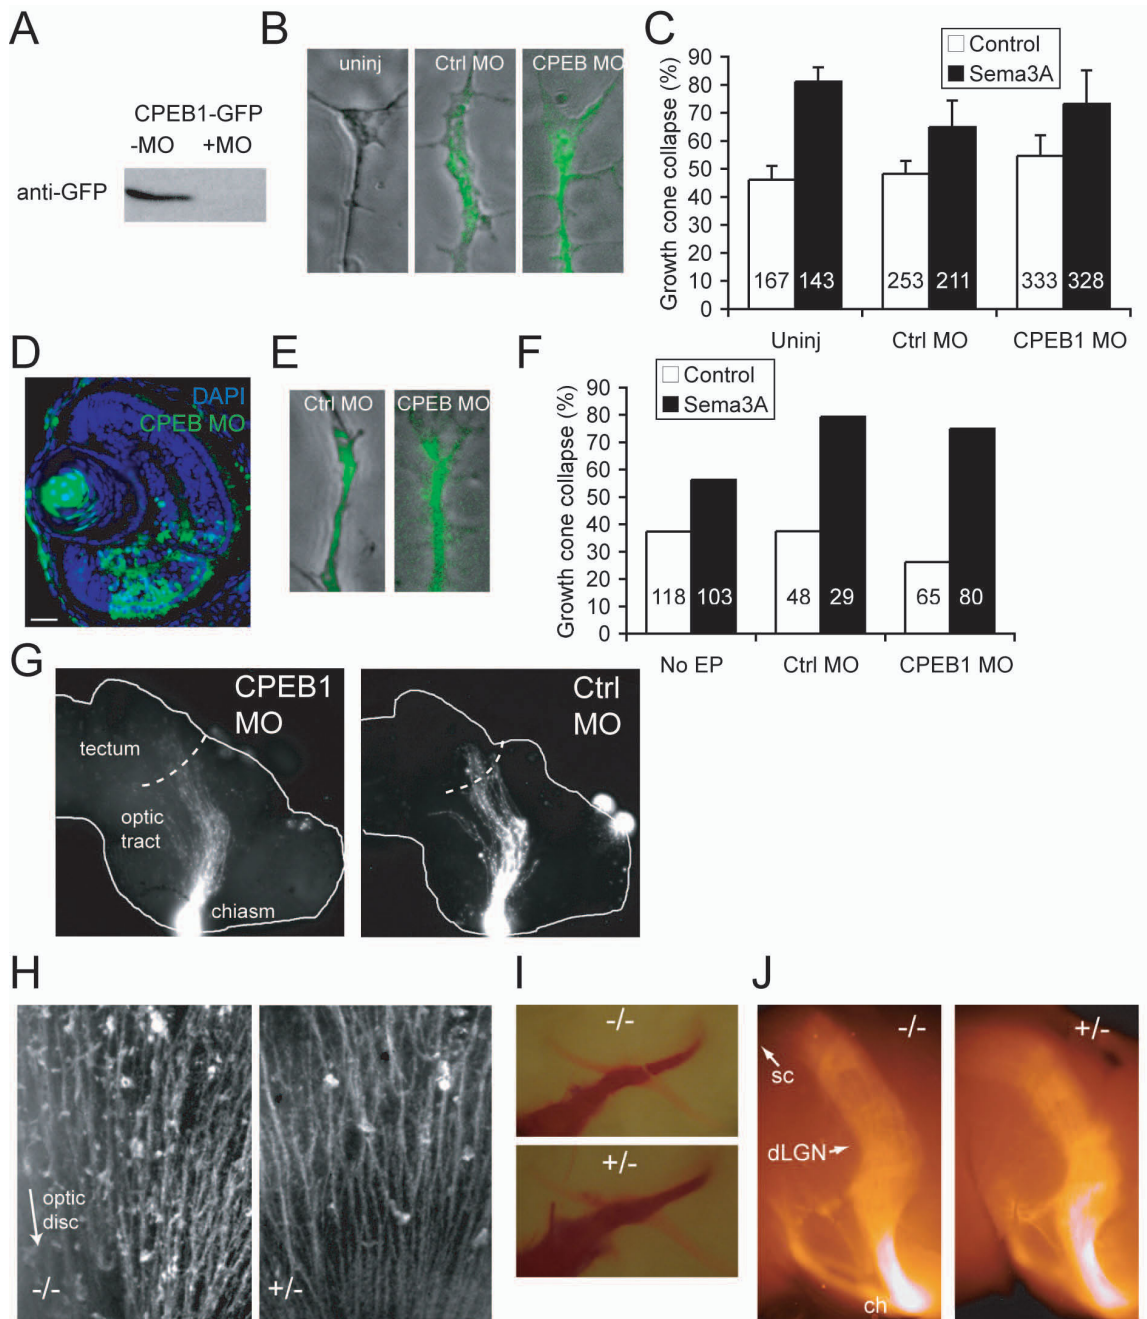 A
CPEB1-GFP
-MO +MO
anti-GFP
B
uninj
Ctrl MO
CPEB MO
C
Control
Sema3A
Growth cone collapse (%)
90
80
70
60
50
40
30
20
10
0
167 143 253 211 333 328
Uninj Ctrl MO CPEB1 MO
D
DAPI
CPEB MO
E
Ctrl MO
CPEB MO
F
Control
Sema3A
Growth cone collapse (%)
90
80
70
60
50
40
30
20
10
0
118 103 48 29 65 80
No EP Ctrl MO CPEB1 MO
G
CPEB1
MO
tectum
optic
tract
chiasm
Ctrl
MO
H
optic
disc
-/-
+/-
I
-/-
+/-
J
-/-
sc
dLGN
ch
+/-